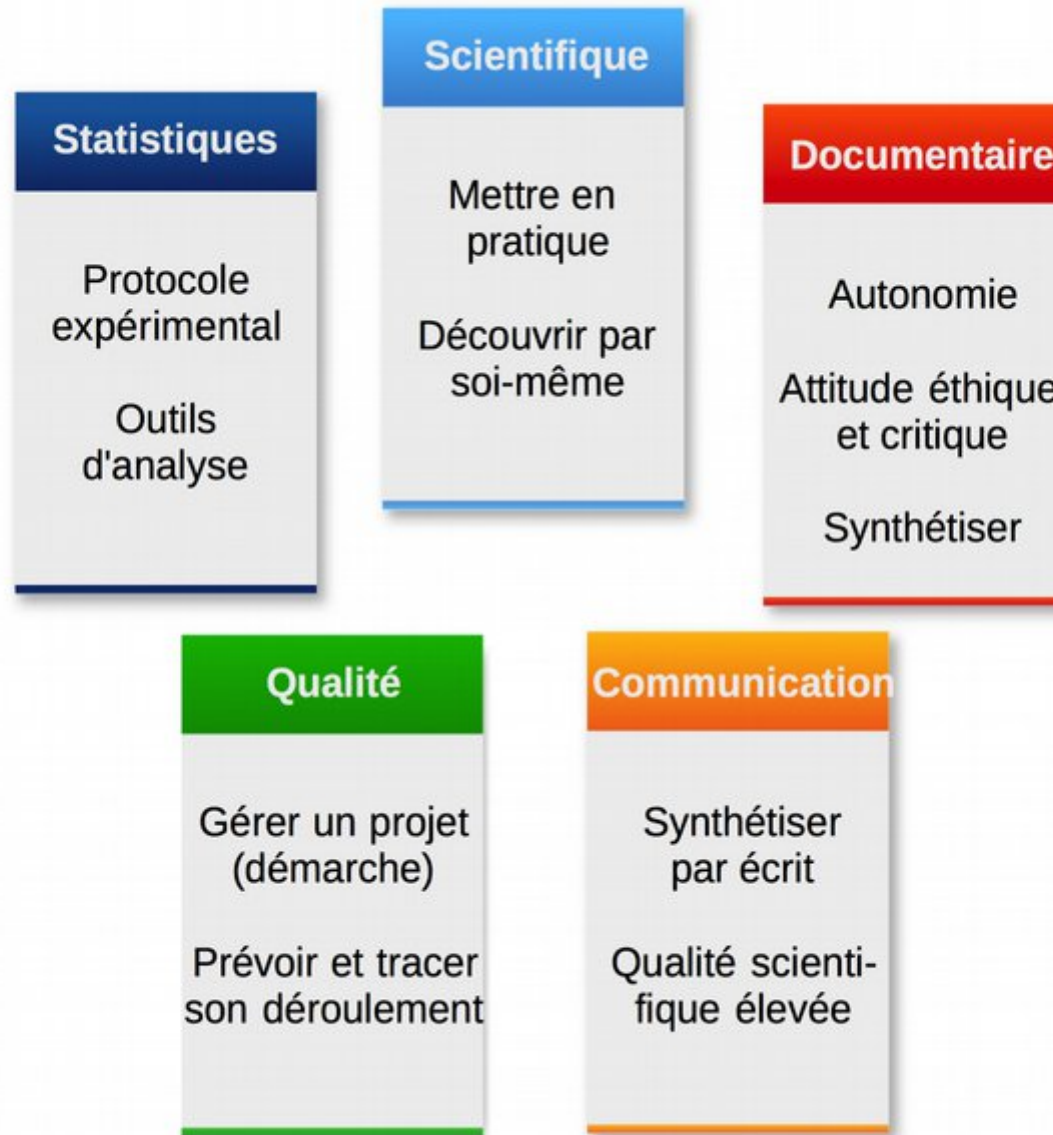 Scientifique
Mettre en
pratique
Découvrir par
soi-même
Statistiques
Protocole
expérimental
Outils
d'analyse
Documentaire
Autonomie
Attitude éthique
et critique
Synthétiser
Qualité
Gérer un projet
(démarche)
Prévoir et tracer
son déroulement
Communication
Synthétiser
par écrit
Qualité scienti-
fique élevée